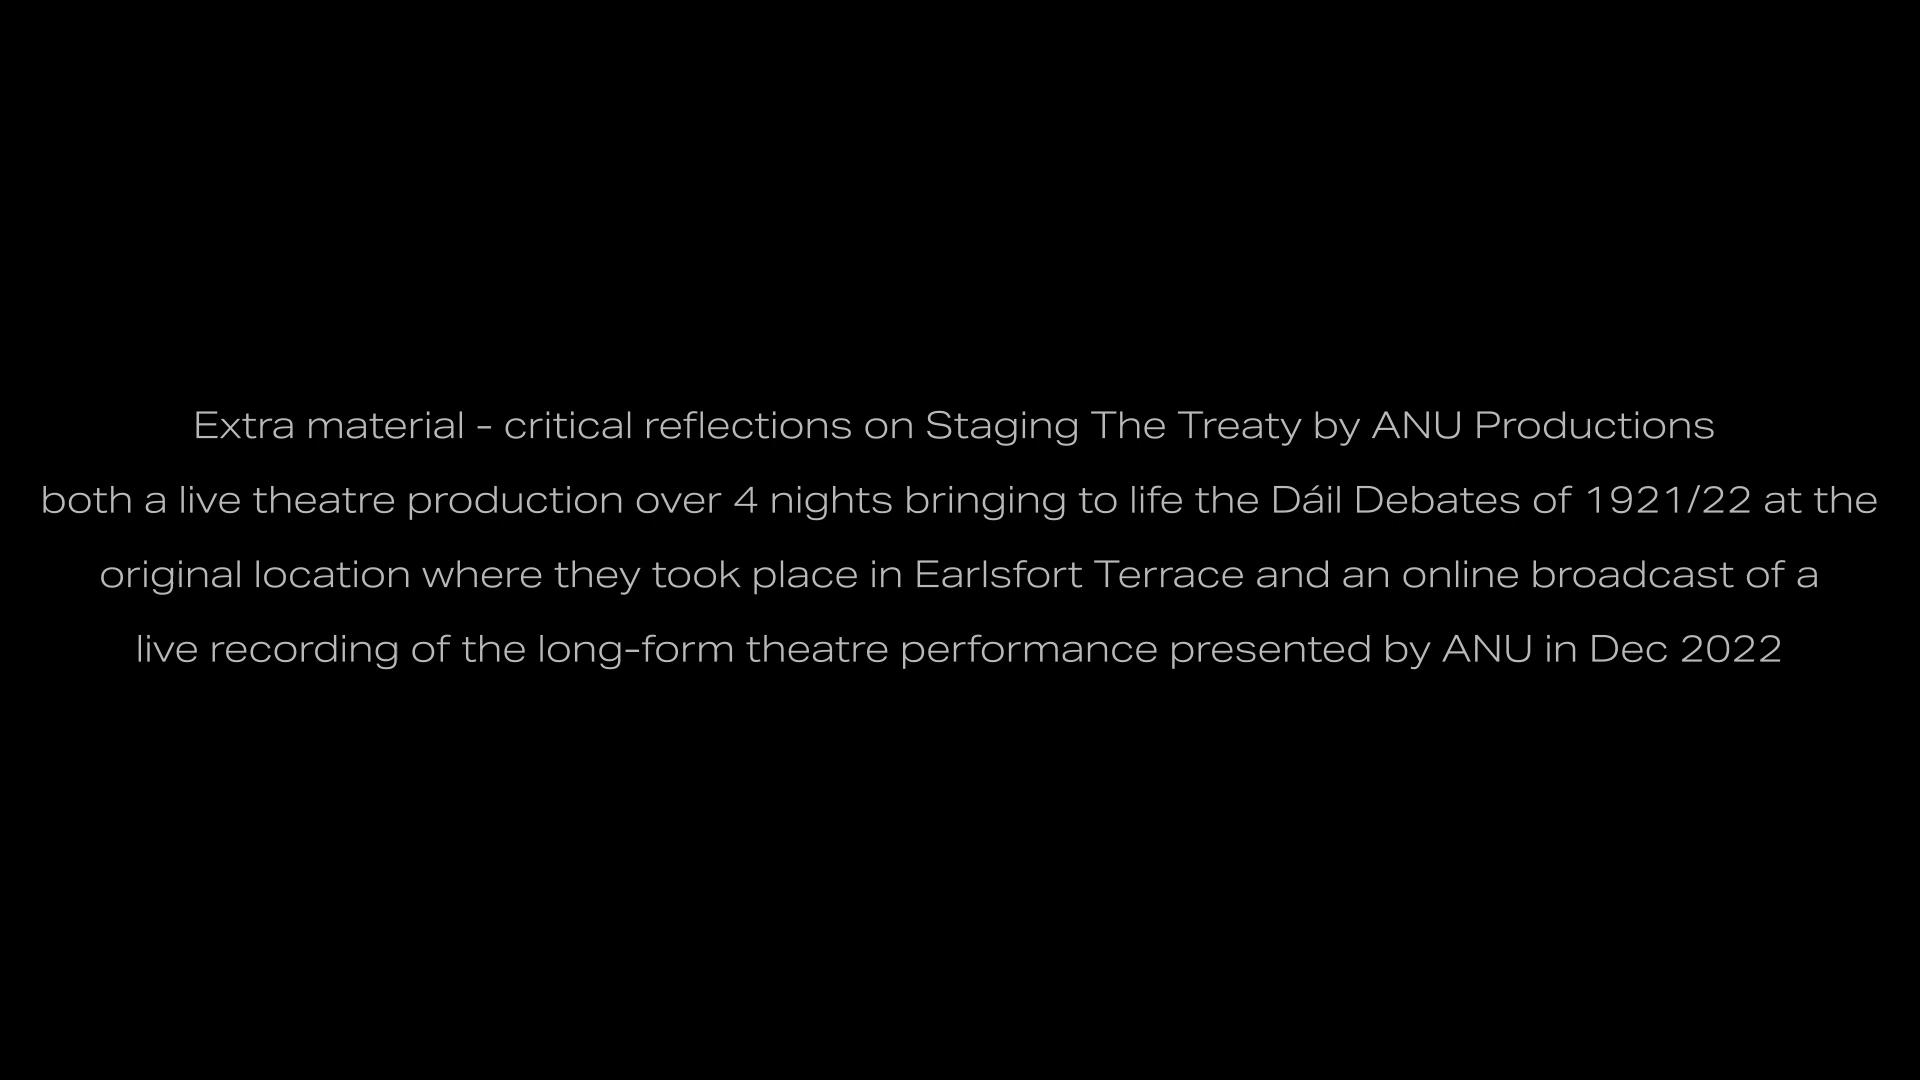 Extra material - critical reflections on Staging The Treaty by ANU Productions
both a live theatre production over 4 nights bringing to life the Dáil Debates of 1921/22 at the
original location where they took place in Earlsfort Terrace and an online broadcast of a
live recording of the long-form theatre performance presented by ANU in Dec 2022